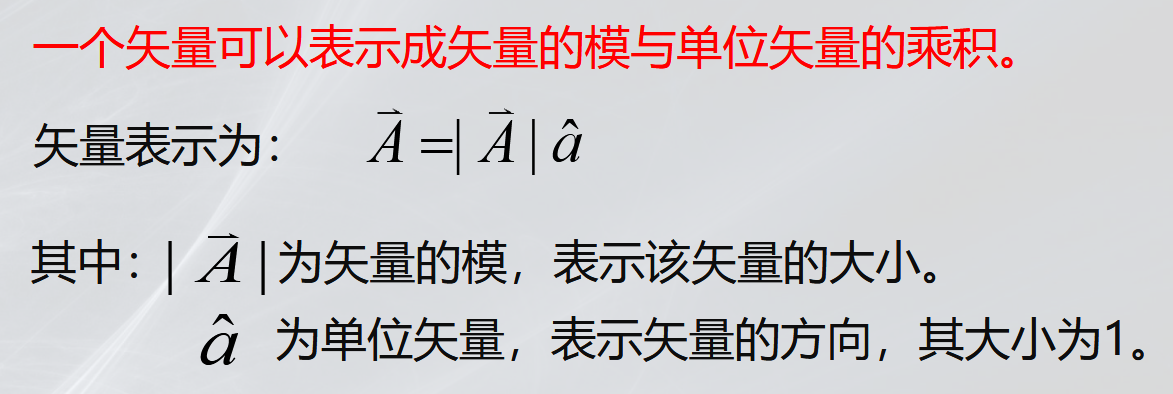 一个矢量可以表示成矢量的模与单位矢量的乘积。
矢量表示为： $\vec{A}=|\vec{A}|\hat{a}$
其中：$|\vec{A}|$为矢量的模，表示该矢量的大小。
$\hat{a}$ 为单位矢量，表示矢量的方向，其大小为1。